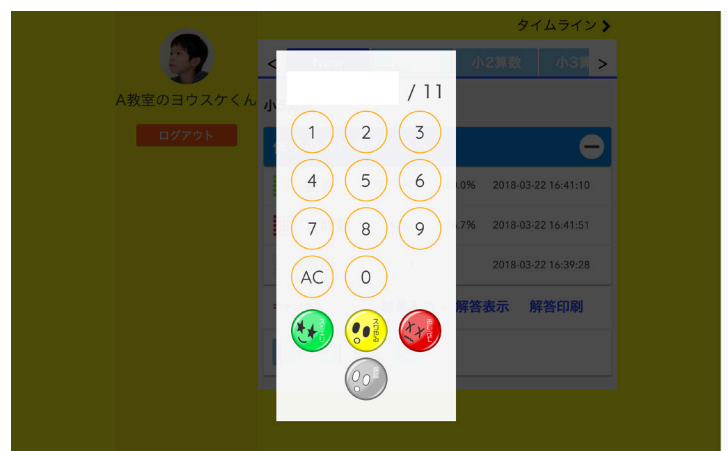 タイムライン
A教室のヨウスケくん
ログアウト
小2算数
小3算
小
/ 11
1 2 3
4 5 6
7 8 9
AC 0
.0% 2018-03-22 16:41:10
.7% 2018-03-22 16:41:51
2018-03-22 16:39:28
解答表示 解答印刷